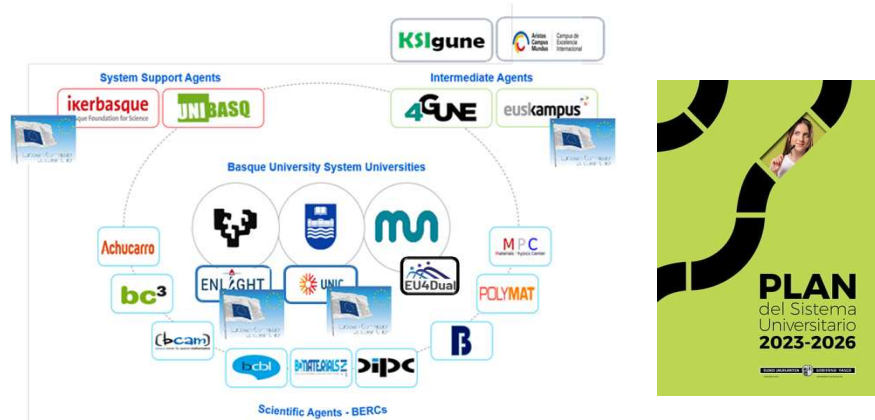 KSIgune
Aristos
Campus
Mundus
Campus de
Excelencia
Internacional
System Support Agents
Intermediate Agents
ikerbasque
Basque Foundation for Science
UNIBASQ
4GUNE
euskampus
Basque University System Universities
Achucarro
MPC
Materials Physics Center
ENLIGHT
UNIC
EU4Dual
bc³
POLYMAT
(bcam)
bcbl
BCMATERIALS
dipc
B
Scientific Agents - BERCs
PLAN
del Sistema
Universitario
2023-2026
EUSKO JAURLARITZA
GOBIERNO VASCO